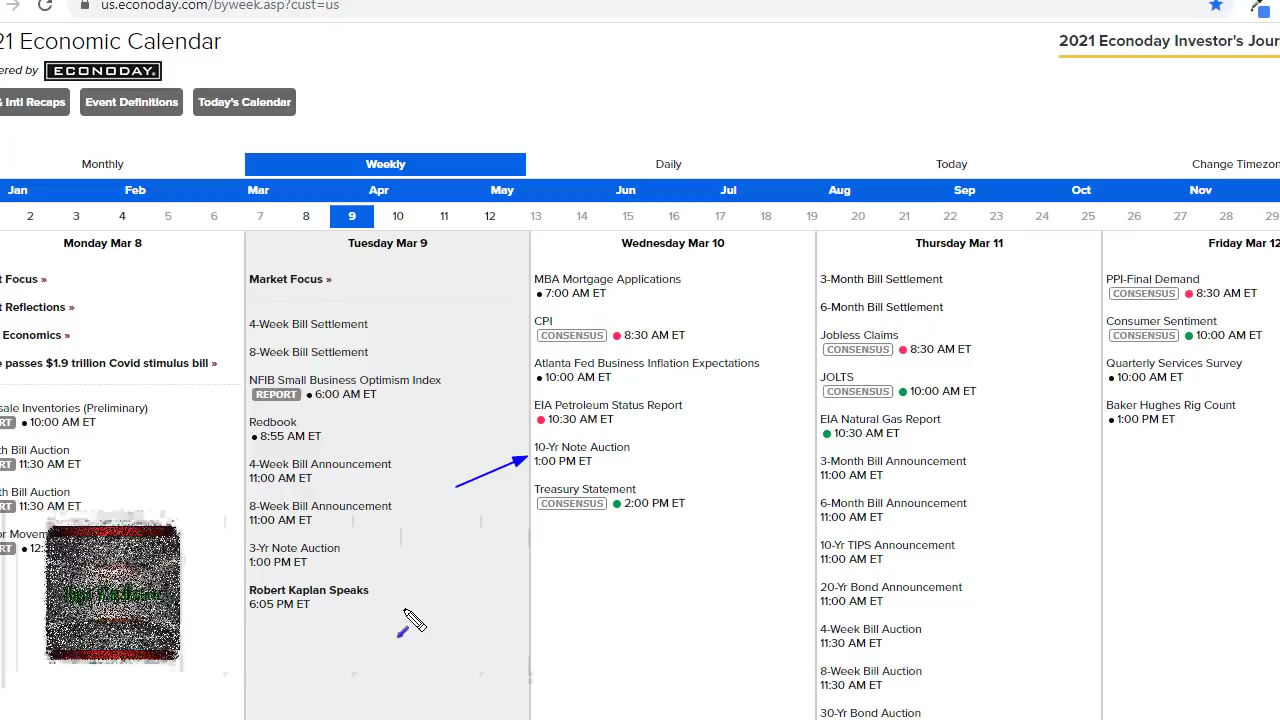 us.econoday.com/byweek.asp?cust=us
21 Economic Calendar
2021 Econoday Investor's Jour
ered by ECONODAY.
& Intl Recaps Event Definitions Today's Calendar
Monthly Weekly Daily Today Change Timezon
Jan Feb Mar Apr May Jun Jul Aug Sep Oct Nov
2 3 4 5 6 7 8 9 10 11 12 13 14 15 16 17 18 19 20 21 22 23 24 25 26 27 28 29
Monday Mar 8
t Focus »
t Reflections »
Economics »
e passes $1.9 trillion Covid stimulus bill »
sale Inventories (Preliminary)
RT 10:00 AM ET
th Bill Auction
RT 11:30 AM ET
th Bill Auction
RT 11:30 AM ET
or Movem
RT 12:
Tuesday Mar 9
Market Focus »
4-Week Bill Settlement
8-Week Bill Settlement
NFIB Small Business Optimism Index
REPORT 6:00 AM ET
Redbook
8:55 AM ET
4-Week Bill Announcement
11:00 AM ET
8-Week Bill Announcement
11:00 AM ET
3-Yr Note Auction
1:00 PM ET
Robert Kaplan Speaks
6:05 PM ET
Wednesday Mar 10
MBA Mortgage Applications
7:00 AM ET
CPI
CONSENSUS 8:30 AM ET
Atlanta Fed Business Inflation Expectations
10:00 AM ET
EIA Petroleum Status Report
10:30 AM ET
10-Yr Note Auction
1:00 PM ET
Treasury Statement
CONSENSUS 2:00 PM ET
Thursday Mar 11
3-Month Bill Settlement
6-Month Bill Settlement
Jobless Claims
CONSENSUS 8:30 AM ET
JOLTS
CONSENSUS 10:00 AM ET
EIA Natural Gas Report
10:30 AM ET
3-Month Bill Announcement
11:00 AM ET
6-Month Bill Announcement
11:00 AM ET
10-Yr TIPS Announcement
11:00 AM ET
20-Yr Bond Announcement
11:00 AM ET
4-Week Bill Auction
11:30 AM ET
8-Week Bill Auction
11:30 AM ET
30-Yr Bond Auction
Friday Mar 12
PPI-Final Demand
CONSENSUS 8:30 AM ET
Consumer Sentiment
CONSENSUS 10:00 AM ET
Quarterly Services Survey
10:00 AM ET
Baker Hughes Rig Count
1:00 PM ET